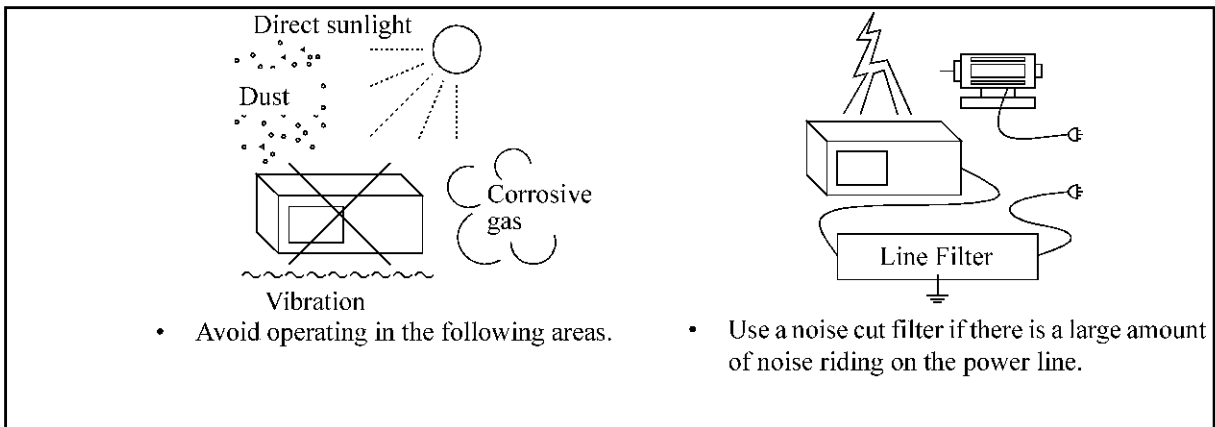 Direct sunlight
Dust
Corrosive
gas
Vibration
• Avoid operating in the following areas.
Line Filter
• Use a noise cut filter if there is a large amount
of noise riding on the power line.